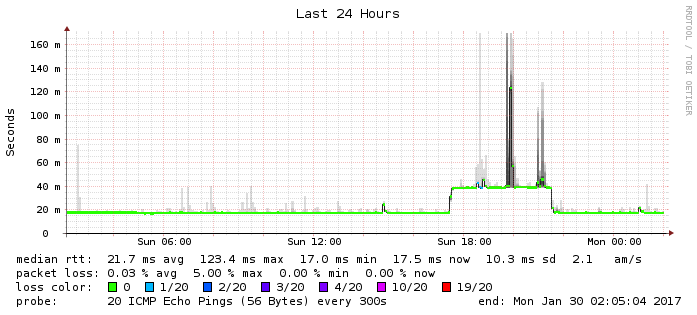 Last 24 Hours
RRDTOOL / TOBI OETIKER
Seconds
160 m
140 m
120 m
100 m
80 m
60 m
40 m
20 m
0
Sun 06:00 Sun 12:00 Sun 18:00 Mon 00:00
median rtt: 21.7 ms avg 123.4 ms max 17.0 ms min 17.5 ms now 10.3 ms sd 2.1 am/s
packet loss: 0.03 % avg 5.00 % max 0.00 % min 0.00 % now
loss color: 0 1/20 2/20 3/20 4/20 10/20 19/20
probe: 20 ICMP Echo Pings (56 Bytes) every 300s end: Mon Jan 30 02:05:04 2017